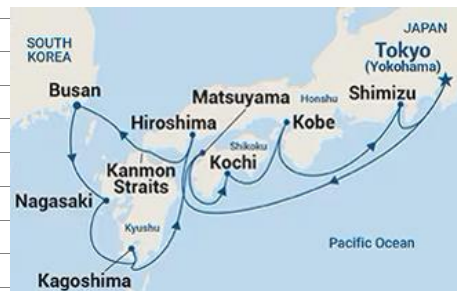 JAPAN
SOUTH
KOREA
Tokyo
(Yokohama)
Busan
Matsuyama
Honshu
Shimizu
Hiroshima
Kobe
Shikoku
Kochi
Kanmon
Straits
Nagasaki
Kyushu
Pacific Ocean
Kagoshima